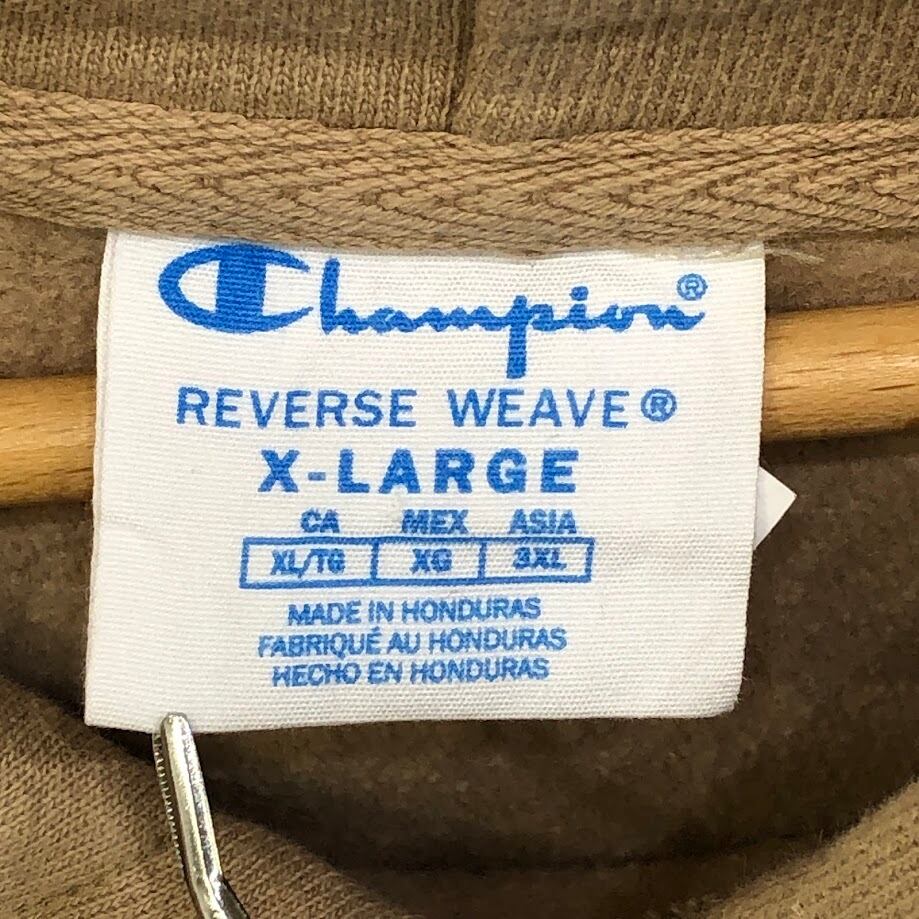 Champion®
REVERSE WEAVE®
X-LARGE
CA MEX ASIA
XL/TG XG 3XL
MADE IN HONDURAS
FABRIQUÉ AU HONDURAS
HECHO EN HONDURAS